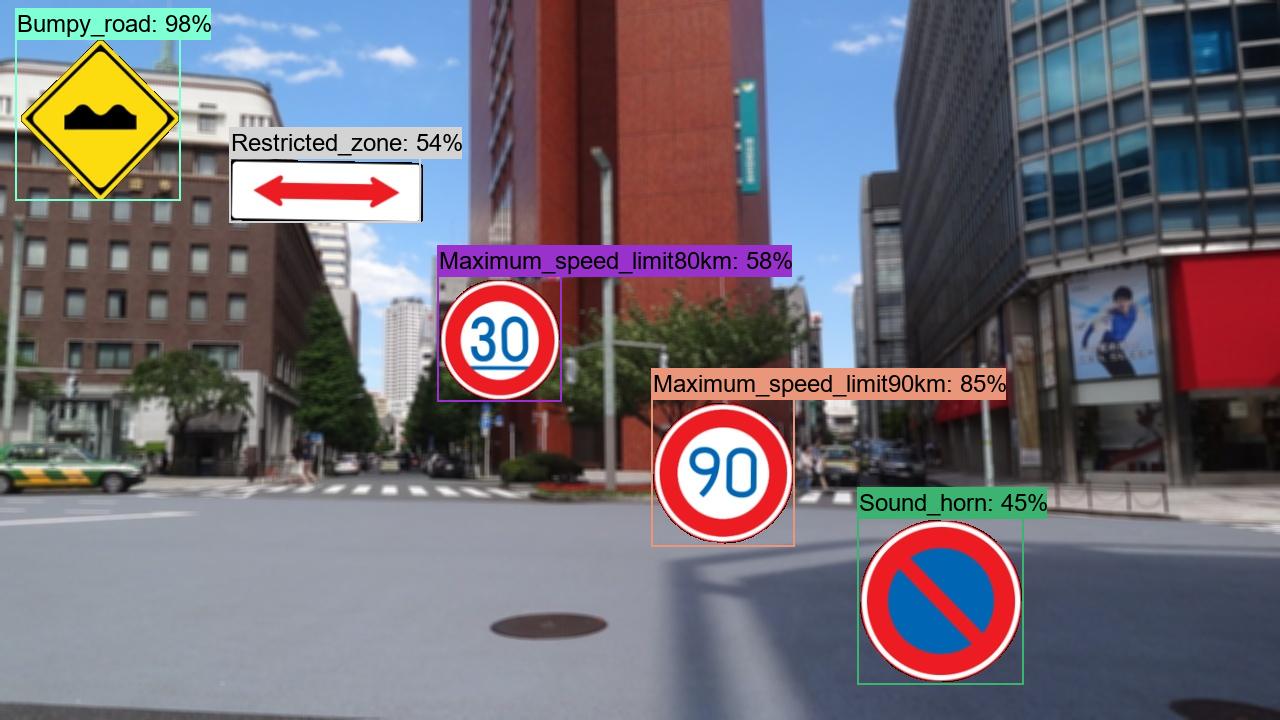 Bumpy_road: 98%
Restricted_zone: 54%
Maximum_speed_limit80km: 58%
30
Maximum_speed_limit90km: 85%
90
Sound_horn: 45%